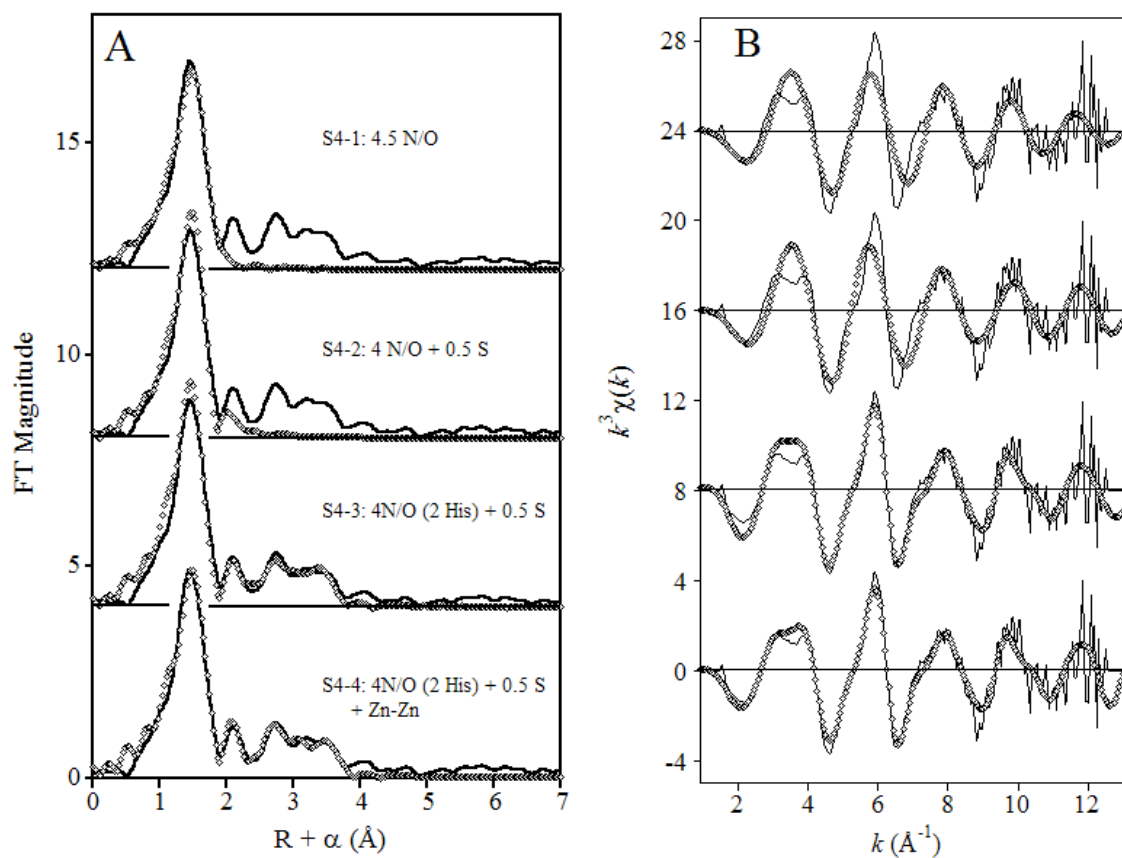 A
S4-1: 4.5 N/O
S4-2: 4 N/O + 0.5 S
S4-3: 4N/O (2 His) + 0.5 S
S4-4: 4N/O (2 His) + 0.5 S
+ Zn-Zn
15
10
5
0
FT Magnitude
0 1 2 3 4 5 6 7
R + α (Å)
B
28
24
20
16
12
8
4
0
-4
k³χ(k)
2 4 6 8 10 12
k (Å⁻¹)